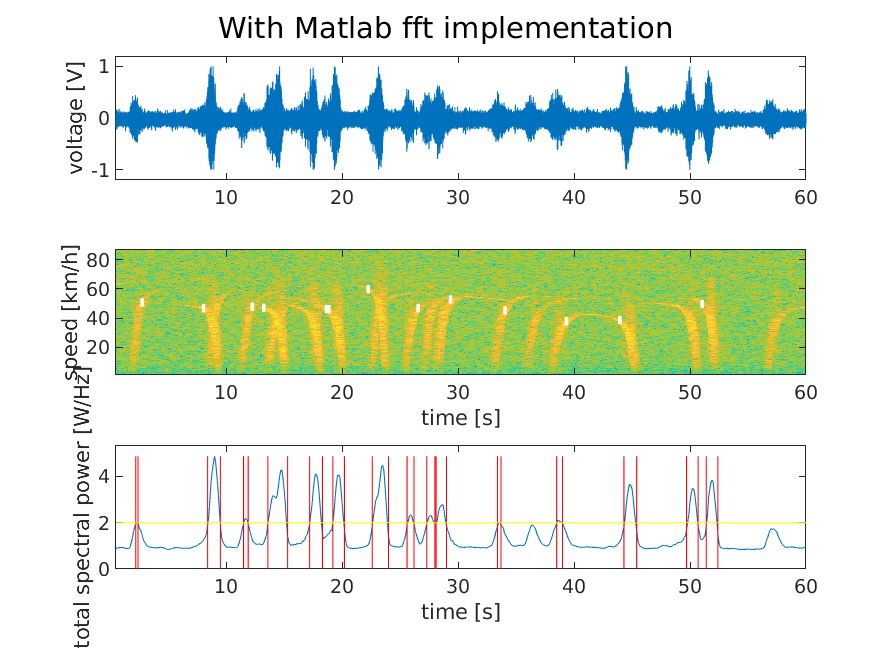 With Matlab fft implementation
voltage [V]
1
0
-1
10 20 30 40 50 60
speed [km/h]
80
60
40
20
10 20 30 40 50 60
time [s]
total spectral power [W/Hz]
4
2
0
10 20 30 40 50 60
time [s]